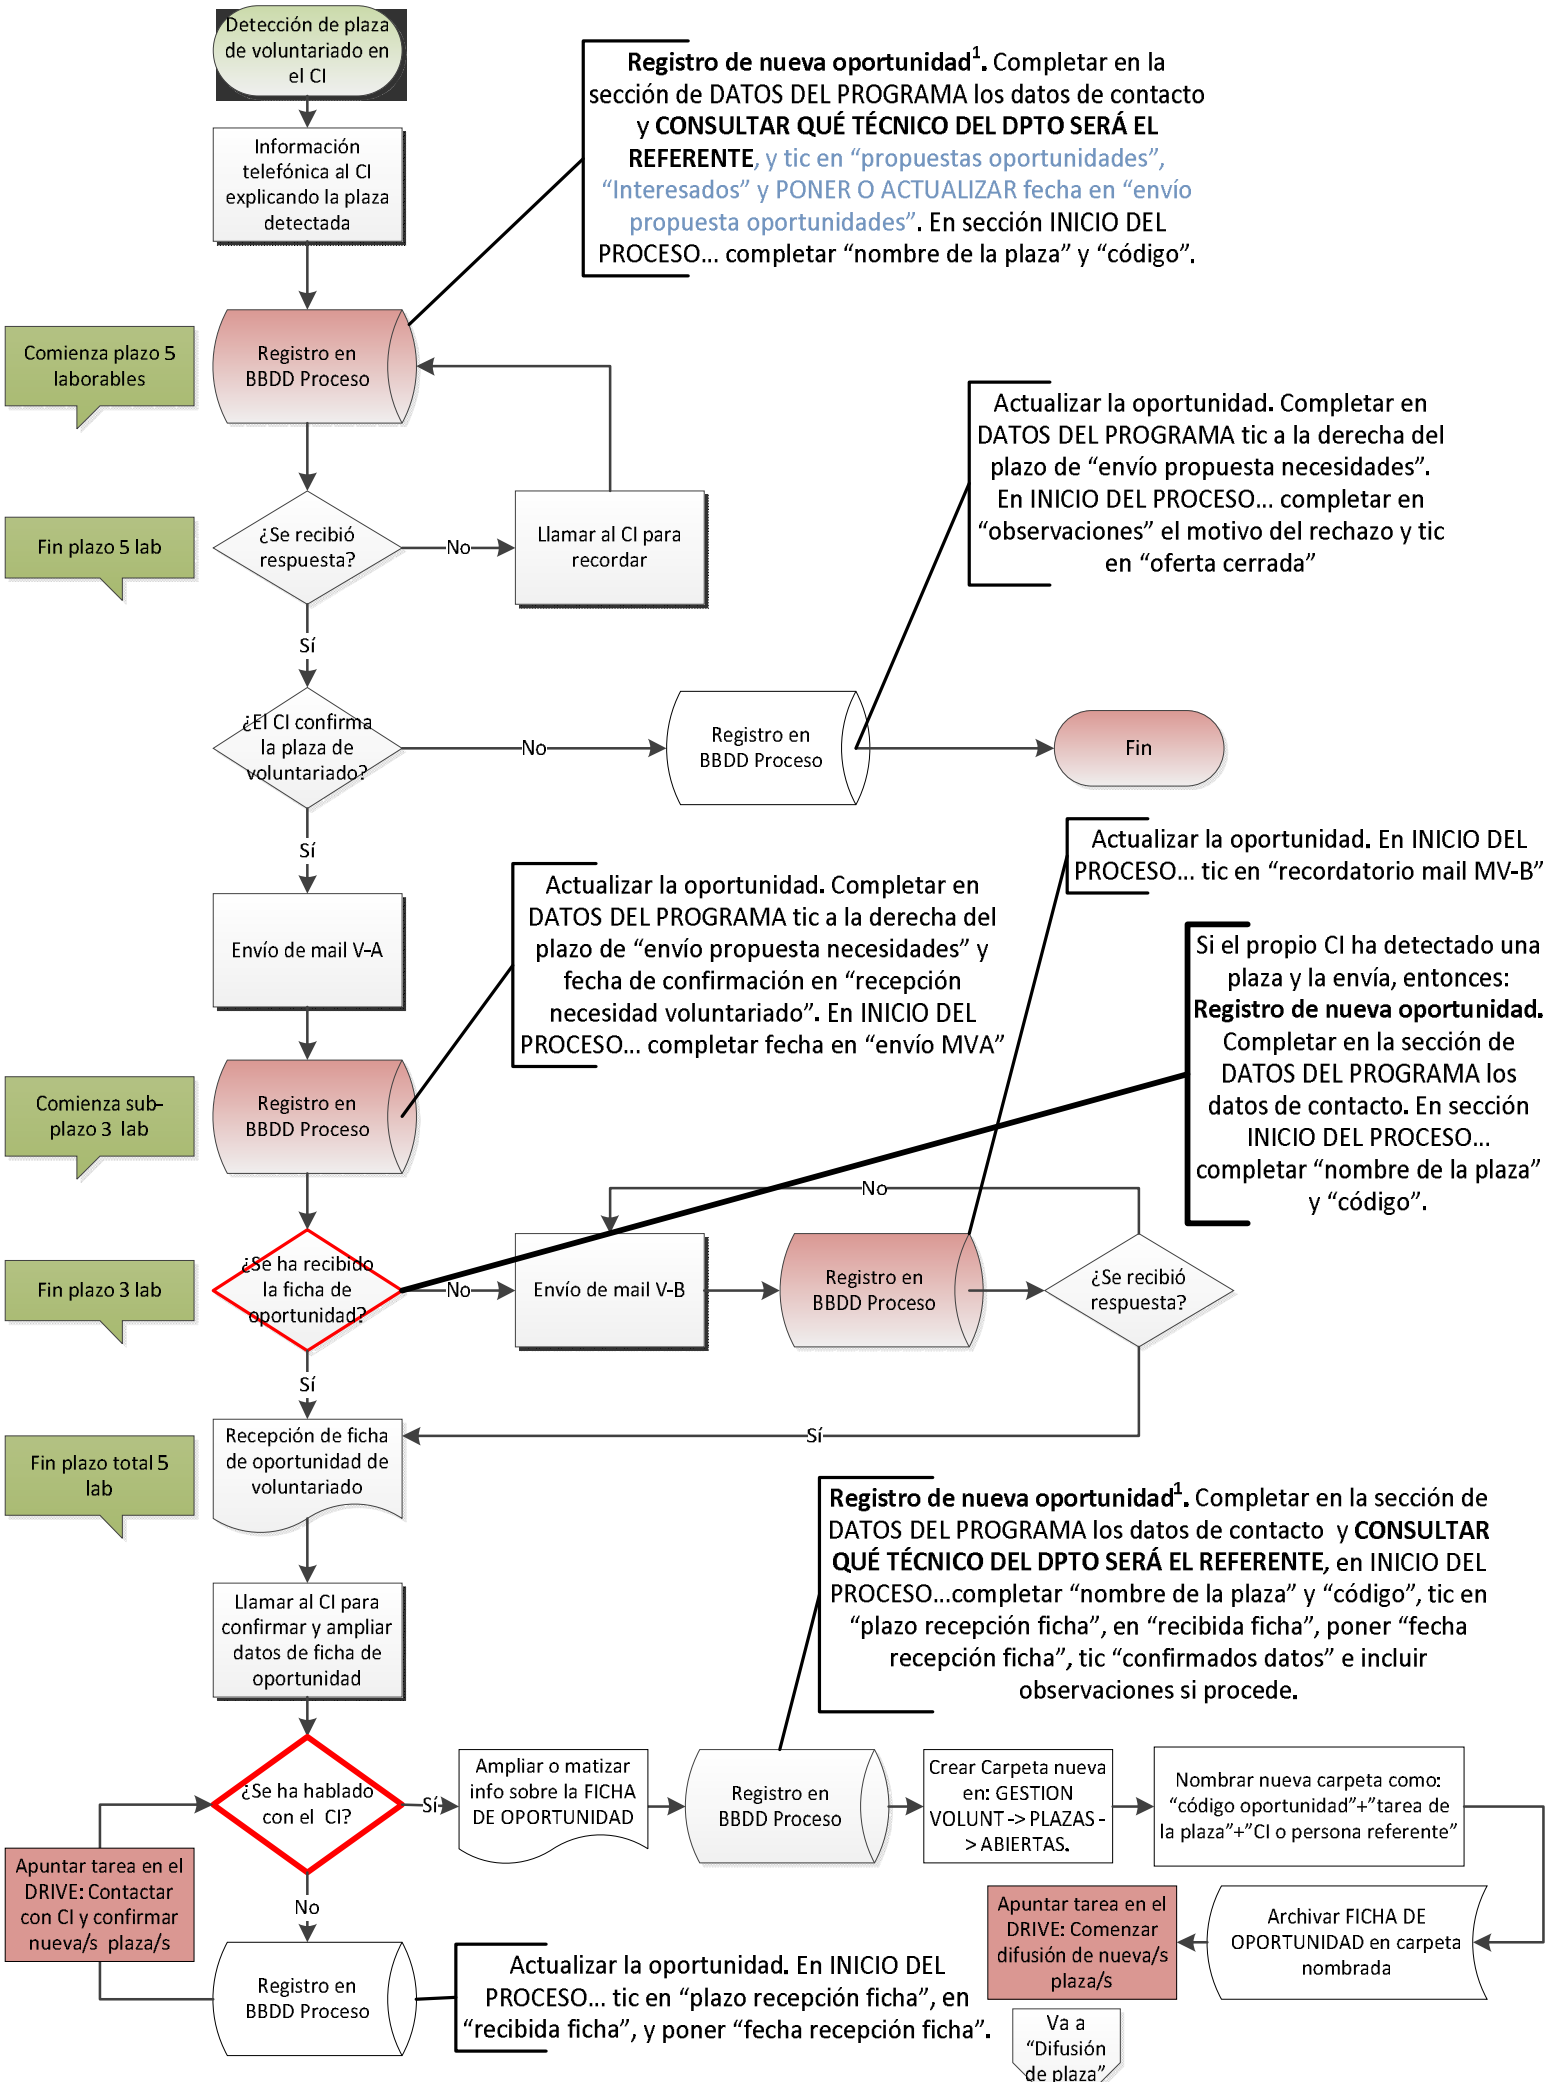 Detección de plaza
de voluntariado en
el CI
Registro de nueva oportunidad¹. Completar en la
sección de DATOS DEL PROGRAMA los datos de contacto
y CONSULTAR QUÉ TÉCNICO DEL DPTO SERÁ EL
REFERENTE, y tic en “propuestas oportunidades”,
“Interesados” y PONER O ACTUALIZAR fecha en “envío
propuesta oportunidades”. En sección INICIO DEL
PROCESO... completar “nombre de la plaza” y “código”.
Información
telefónica al CI
explicando la plaza
detectada
Comienza plazo 5
laborables
Registro en
BBDD Proceso
Actualizar la oportunidad. Completar en
DATOS DEL PROGRAMA tic a la derecha del
plazo de “envío propuesta necesidades”.
En INICIO DEL PROCESO... completar en
“observaciones” el motivo del rechazo y tic
en “oferta cerrada”
Fin plazo 5 lab
¿Se recibió
respuesta?
No
Llamar al CI para
recordar
Sí
¿El CI confirma
la plaza de
voluntariado?
No
Registro en
BBDD Proceso
Fin
Sí
Actualizar la oportunidad. En INICIO DEL
PROCESO... tic en “recordatorio mail MV-B”
Envío de mail V-A
Actualizar la oportunidad. Completar en
DATOS DEL PROGRAMA tic a la derecha del
plazo de “envío propuesta necesidades” y
fecha de confirmación en “recepción
necesidad voluntariado”. En INICIO DEL
PROCESO... completar fecha en “envío MVA”
Si el propio CI ha detectado una
plaza y la envía, entonces:
Registro de nueva oportunidad.
Completar en la sección de
DATOS DEL PROGRAMA los
datos de contacto. En sección
INICIO DEL PROCESO...
completar “nombre de la plaza”
y “código”.
Comienza sub-
plazo 3 lab
Registro en
BBDD Proceso
No
Fin plazo 3 lab
¿Se ha recibido
la ficha de
oportunidad?
No
Envío de mail V-B
Registro en
BBDD Proceso
¿Se recibió
respuesta?
Sí
Sí
Fin plazo total 5
lab
Recepción de ficha
de oportunidad de
voluntariado
Registro de nueva oportunidad¹. Completar en la sección de
DATOS DEL PROGRAMA los datos de contacto y CONSULTAR
QUÉ TÉCNICO DEL DPTO SERÁ EL REFERENTE, en INICIO DEL
PROCESO...completar “nombre de la plaza” y “código”, tic en
“plazo recepción ficha”, en “recibida ficha”, poner “fecha
recepción ficha”, tic “confirmados datos” e incluir
observaciones si procede.
Llamar al CI para
confirmar y ampliar
datos de ficha de
oportunidad
¿Se ha hablado
con el CI?
Sí
Ampliar o matizar
info sobre la FICHA
DE OPORTUNIDAD
Registro en
BBDD Proceso
Crear Carpeta nueva
en: GESTION
VOLUNT -> PLAZAS -
> ABIERTAS.
Nombrar nueva carpeta como:
“código oportunidad”+”tarea de
la plaza”+”CI o persona referente”
Apuntar tarea en el
DRIVE: Contactar
con CI y confirmar
nueva/s plaza/s
No
Apuntar tarea en el
DRIVE: Comenzar
difusión de nueva/s
plaza/s
Archivar FICHA DE
OPORTUNIDAD en carpeta
nombrada
Registro en
BBDD Proceso
Actualizar la oportunidad. En INICIO DEL
PROCESO... tic en “plazo recepción ficha”, en
“recibida ficha”, y poner “fecha recepción ficha”.
Va a
“Difusión
de plaza”